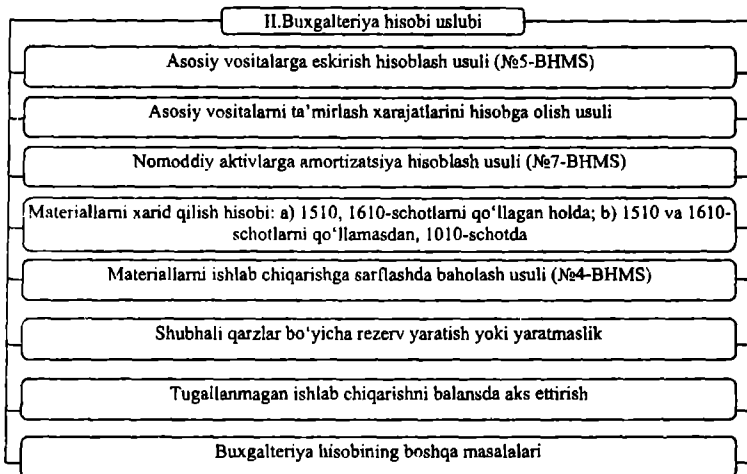 II.Buxgalteriya hisobi uslubi
Asosiy vositalarga eskirish hisoblash usuli (№5-BHMS)
Asosiy vositalarni ta’mirlash xarajatlarini hisobga olish usuli
Nomoddiy aktivlarga amortizatsiya hisoblash usuli (№7-BHMS)
Materiallarni xarid qilish hisobi: a) 1510, 1610-schotlarni qo‘llagan holda; b) 1510 va 1610-
schotlarni qo‘llamasdan, 1010-schotda
Materiallarni ishlab chiqarishga sarflashda baholash usuli (№4-BHMS)
Shubhali qarzlar bo‘yicha rezerv yaratish yoki yaratmaslik
Tugallanmagan ishlab chiqarishni balansda aks ettirish
Buxgalteriya hisobining boshqa masalalari